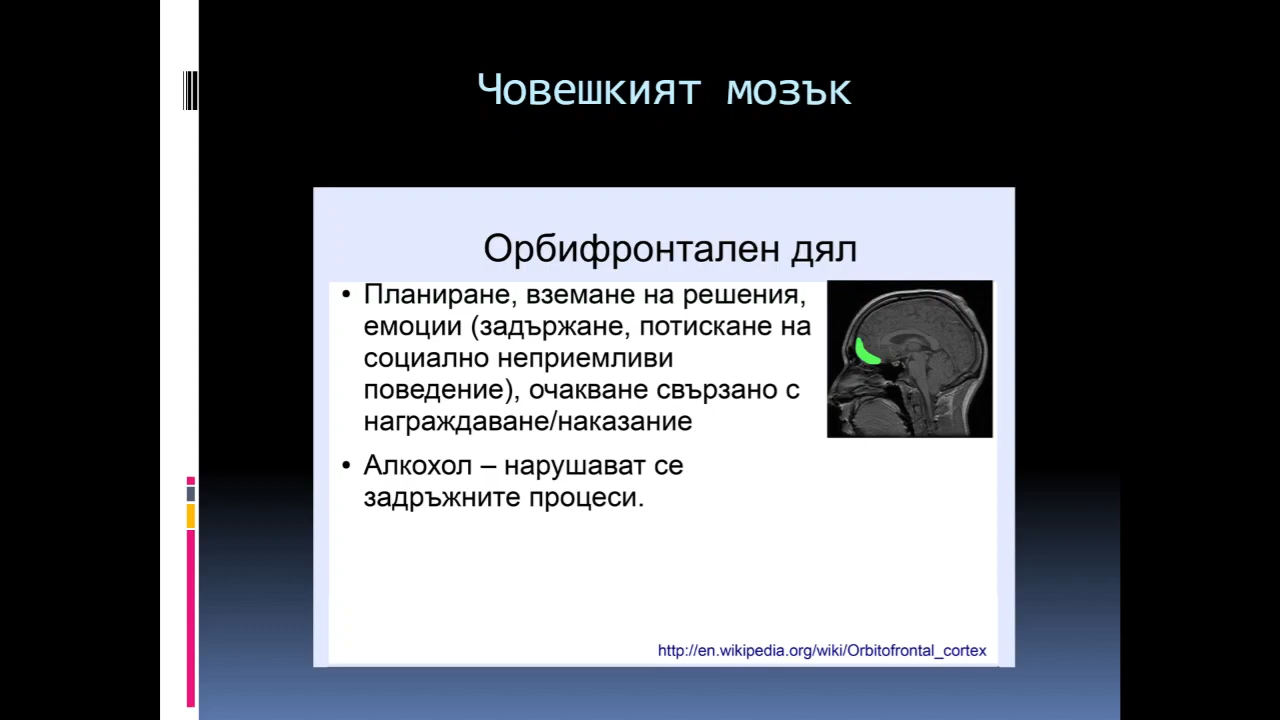 Човешкият мозък
Орбифронтален дял
• Планиране, вземане на решения,
емоции (задържане, потискане на
социално неприемливи
поведение), очакване свързано с
награждаване/наказание
• Алкохол – нарушават се
задръжните процеси.
http://en.wikipedia.org/wiki/Orbitofrontal_cortex